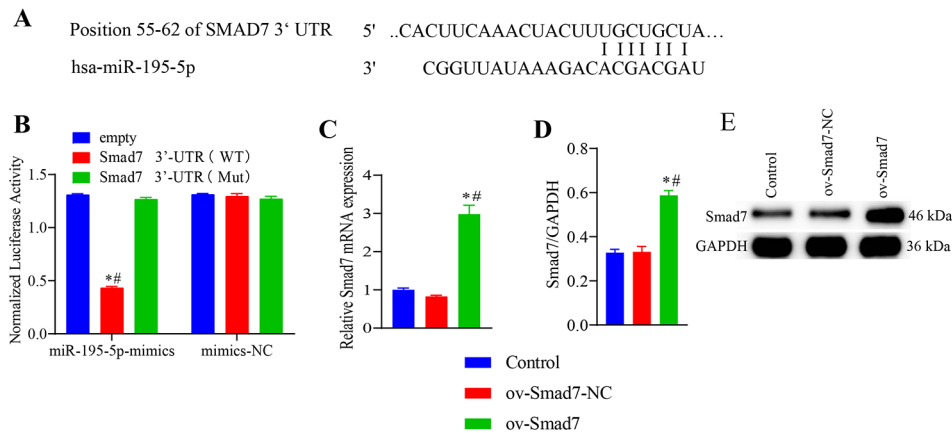 A
Position 55-62 of SMAD7 3‘ UTR 5' ..CACUUCAAACUACUUUGCUGCUA…
I I I I I I I
hsa-miR-195-5p 3' CGGUUAUAAAGACACGACGAU
B
empty
Smad7 3’-UTR( WT)
Smad7 3’-UTR( Mut)
Normalized Luciferase Activity
1.5
1.0
0.5
0.0
*#
miR-195-5p-mimics mimics-NC
C
Relative Smad7 mRNA expression
4
3
2
1
0
*#
D
Smad7/GAPDH
0.8
0.6
0.4
0.2
0.0
*#
E
Control ov-Smad7-NC ov-Smad7
Smad7 46 kDa
GAPDH 36 kDa
Control
ov-Smad7-NC
ov-Smad7